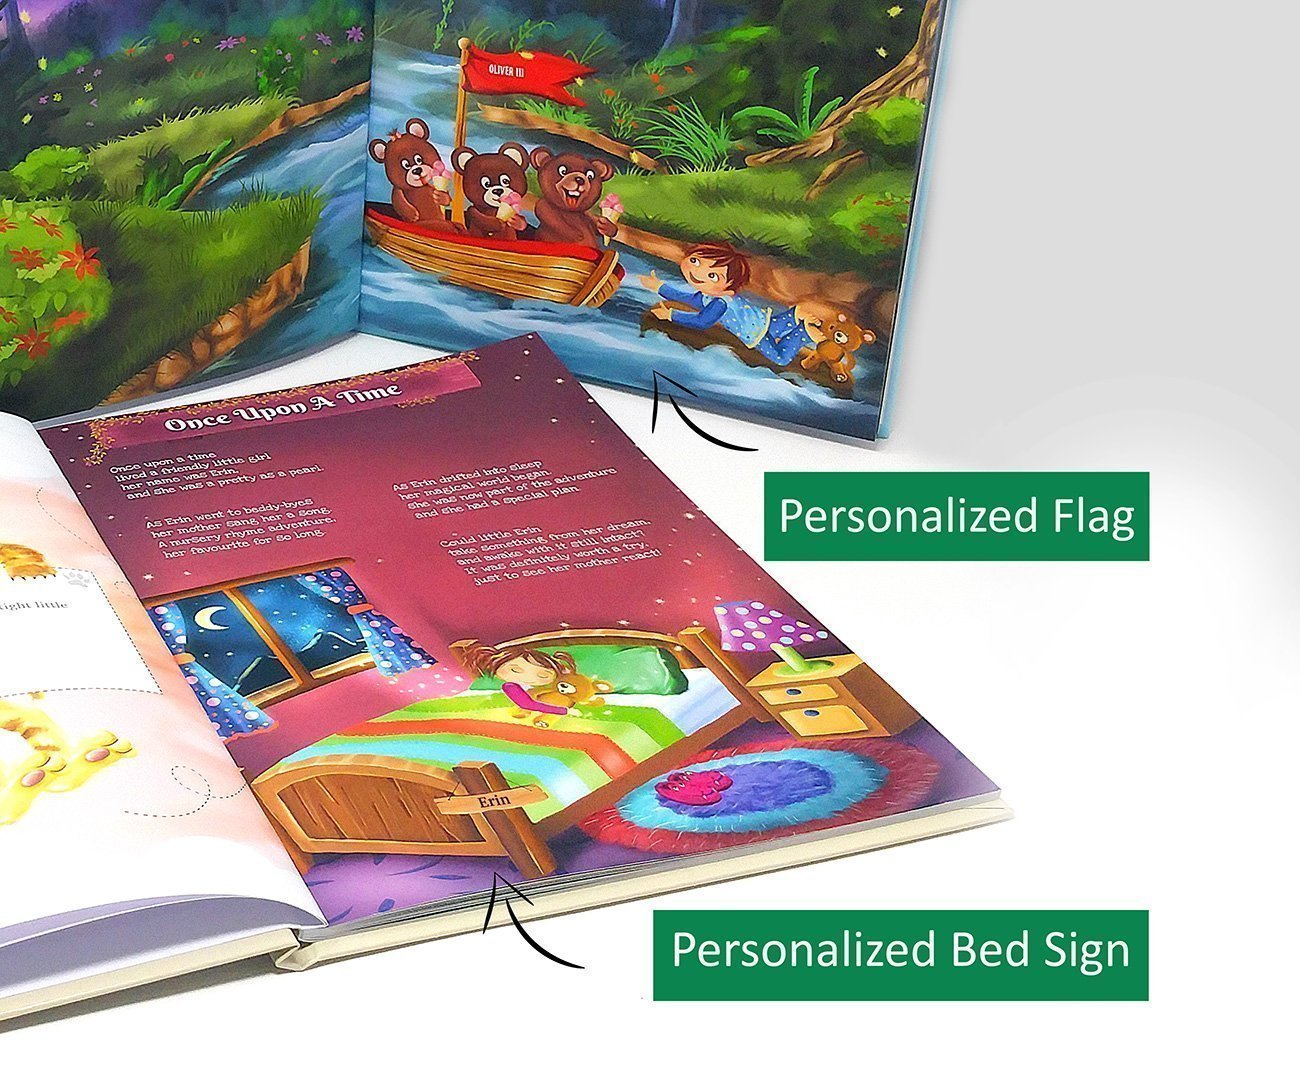 OLIVER III
Once Upon A Time
Once upon a time
lived a friendly little girl
her name was Erin.
and she was a pretty as a pearl.
As Erin went to beddy-byes
her mother sang her a song.
A nursery rhyme adventure.
her favourite for so long.
As Erin drifted into sleep
her magical world began.
She was now part of the adventure
and she had a special plan.
Could little Erin
take something from her dream.
and awake with it still intact?
It was definitely worth a try.
just to see her mother react!
little
Erin
Personalized Flag
Personalized Bed Sign